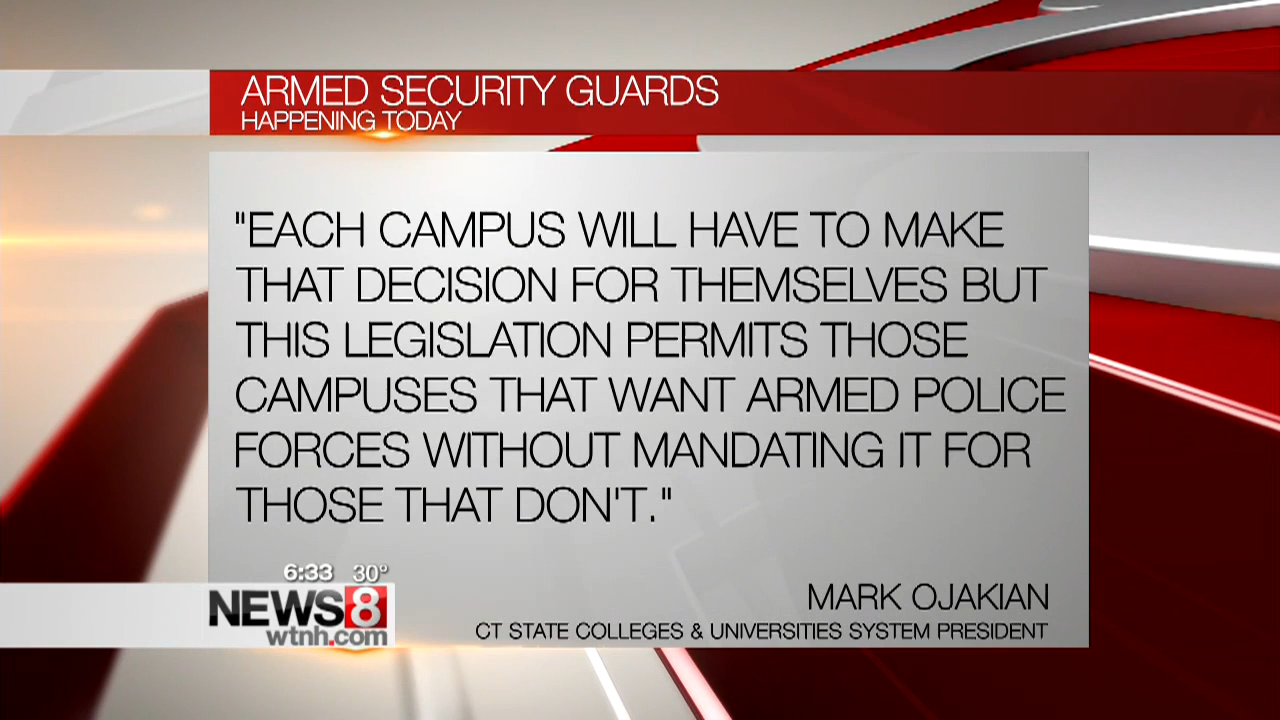 ARMED SECURITY GUARDS
HAPPENING TODAY
"EACH CAMPUS WILL HAVE TO MAKE
THAT DECISION FOR THEMSELVES BUT
THIS LEGISLATION PERMITS THOSE
CAMPUSES THAT WANT ARMED POLICE
FORCES WITHOUT MANDATING IT FOR
THOSE THAT DON'T."
MARK OJAKIAN
CT STATE COLLEGES & UNIVERSITIES SYSTEM PRESIDENT
6:33 30°
NEWS 8
wtnh.com